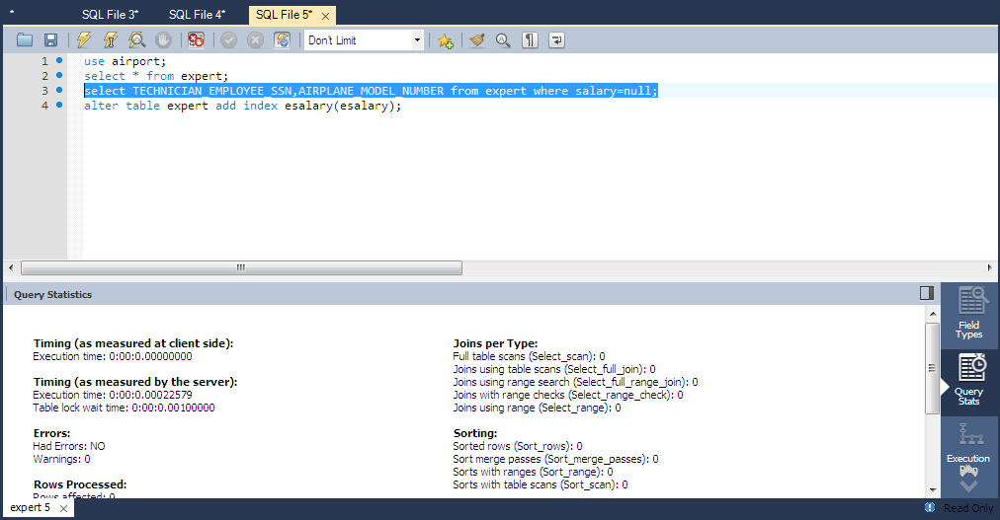 SQL File 3* SQL File 4* SQL File 5*
Don't Limit
1 use airport;
2 select * from expert;
3 select TECHNICIAN_EMPLOYEE_SSN,AIRPLANE_MODEL_NUMBER from expert where salary=null;
4 alter table expert add index esalary(esalary);
Query Statistics
Timing (as measured at client side):
Execution time: 0:00:0.00000000
Timing (as measured by the server):
Execution time: 0:00:0.00022579
Table lock wait time: 0:00:0.00100000
Errors:
Had Errors: NO
Warnings: 0
Rows Processed:
Rows affected: 0
Joins per Type:
Full table scans (Select_scan): 0
Joins using table scans (Select_full_join): 0
Joins using range search (Select_full_range_join): 0
Joins with range checks (Select_range_check): 0
Joins using range (Select_range): 0
Sorting:
Sorted rows (Sort_rows): 0
Sort merge passes (Sort_merge_passes): 0
Sorts with ranges (Sort_range): 0
Sorts with table scans (Sort_scan): 0
Field
Types
Query
Stats
Execution
Plan
expert 5
Read Only